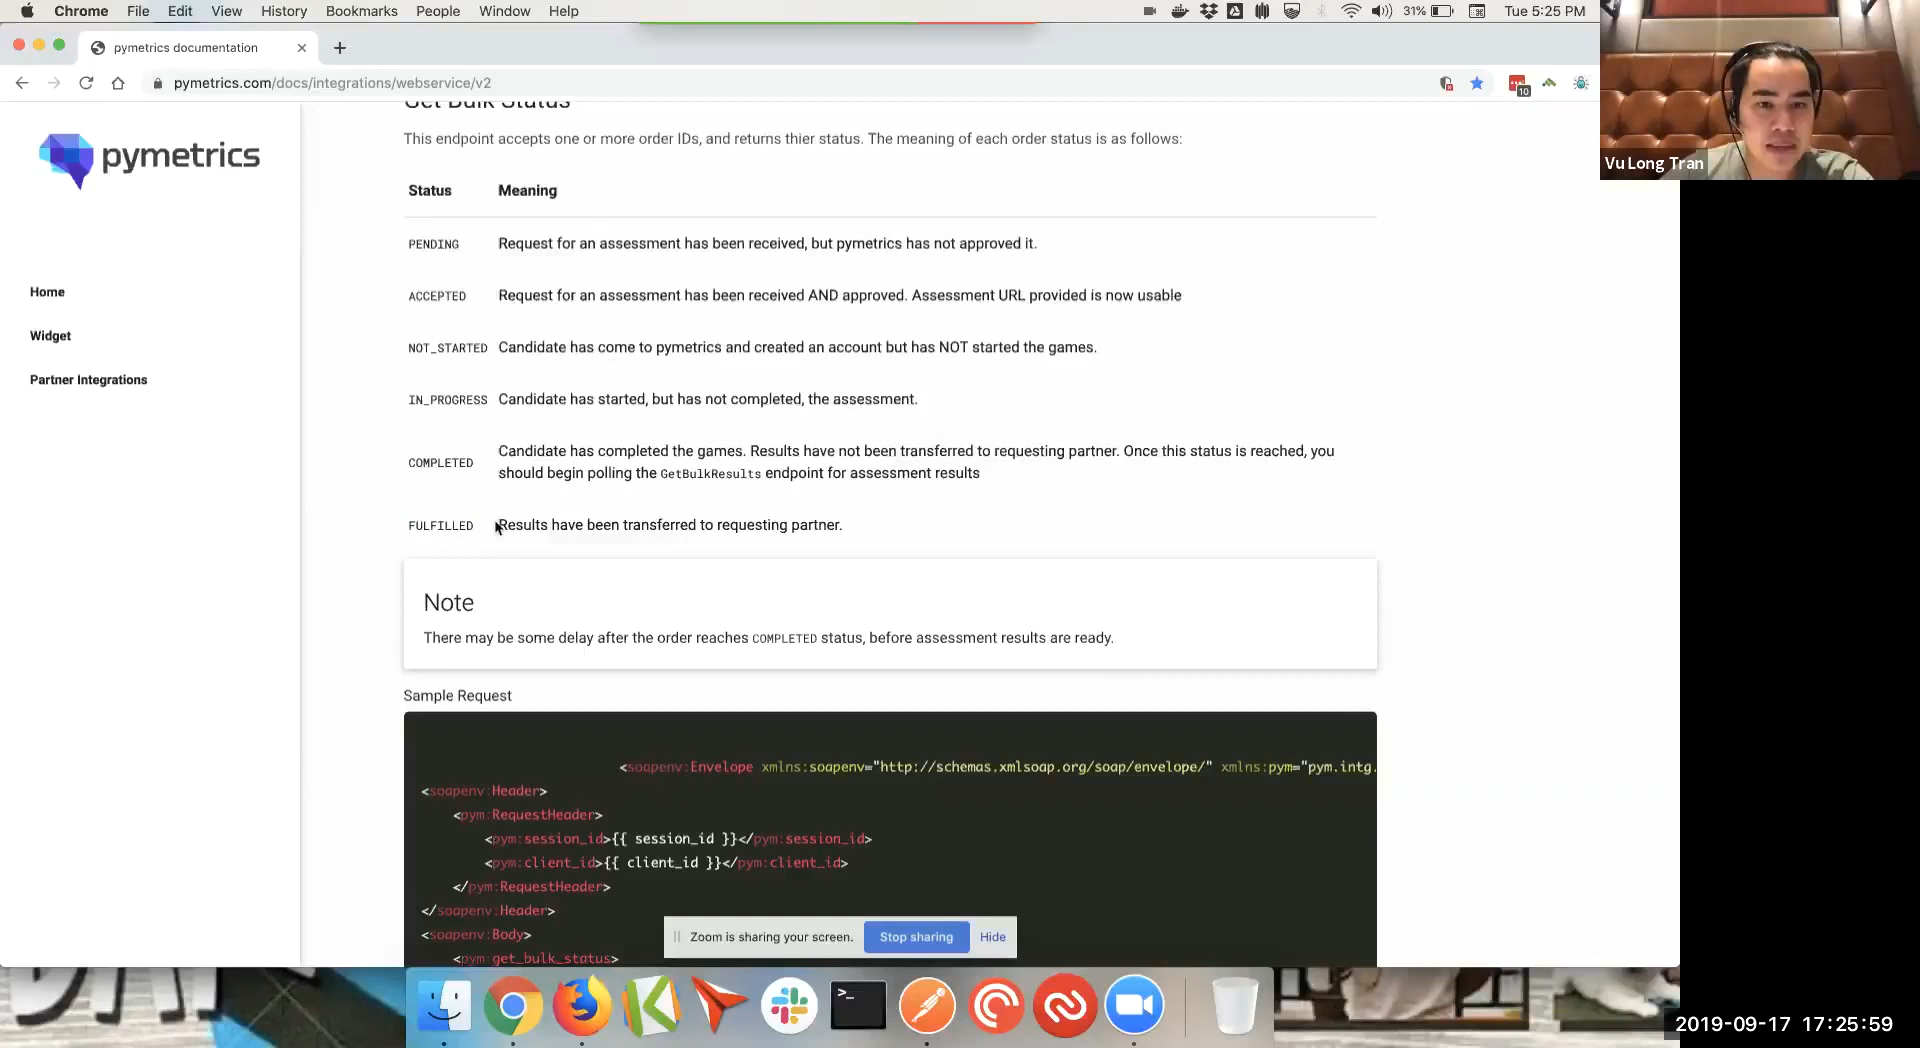 Chrome File Edit View History Bookmarks People Window Help
31% Tue 5:25 PM
pymetrics documentation
pymetrics.com/docs/integrations/webservice/v2
10
Vu Long Tran
pymetrics
Home
Widget
Partner Integrations
Get Bulk Status
This endpoint accepts one or more order IDs, and returns thier status. The meaning of each order status is as follows:
Status Meaning
PENDING Request for an assessment has been received, but pymetrics has not approved it.
ACCEPTED Request for an assessment has been received AND approved. Assessment URL provided is now usable
NOT_STARTED Candidate has come to pymetrics and created an account but has NOT started the games.
IN_PROGRESS Candidate has started, but has not completed, the assessment.
COMPLETED Candidate has completed the games. Results have not been transferred to requesting partner. Once this status is reached, you
should begin polling the GetBulkResults endpoint for assessment results
FULFILLED Results have been transferred to requesting partner.
Note
There may be some delay after the order reaches COMPLETED status, before assessment results are ready.
Sample Request
<soapenv:Envelope xmlns:soapenv="http://schemas.xmlsoap.org/soap/envelope/" xmlns:pym="pym.intg.
<soapenv:Header>
<pym:RequestHeader>
<pym:session_id>{{ session_id }}</pym:session_id>
<pym:client_id>{{ client_id }}</pym:client_id>
</pym:RequestHeader>
</soapenv:Header>
<soapenv:Body>
<pym:get_bulk_status>
Zoom is sharing your screen. Stop sharing Hide
2019-09-17 17:25:59